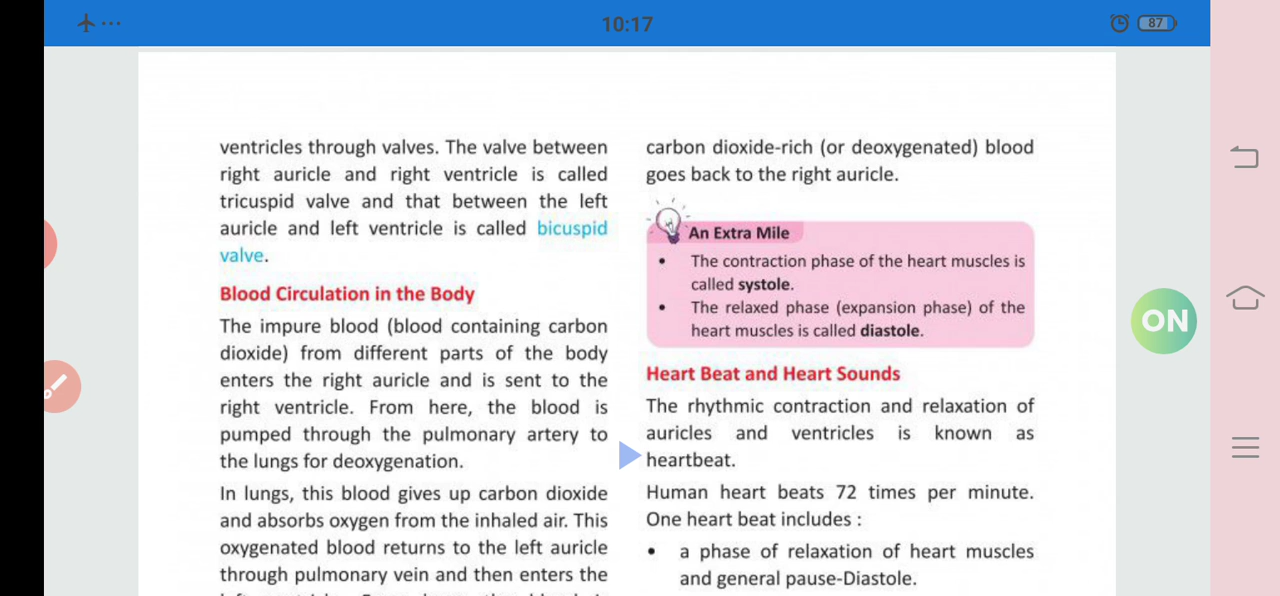 10:17
87
ventricles through valves. The valve between
right auricle and right ventricle is called
tricuspid valve and that between the left
auricle and left ventricle is called bicuspid
valve.
Blood Circulation in the Body
The impure blood (blood containing carbon
dioxide) from different parts of the body
enters the right auricle and is sent to the
right ventricle. From here, the blood is
pumped through the pulmonary artery to
the lungs for deoxygenation.
In lungs, this blood gives up carbon dioxide
and absorbs oxygen from the inhaled air. This
oxygenated blood returns to the left auricle
through pulmonary vein and then enters the
carbon dioxide-rich (or deoxygenated) blood
goes back to the right auricle.
An Extra Mile
• The contraction phase of the heart muscles is
called systole.
• The relaxed phase (expansion phase) of the
heart muscles is called diastole.
Heart Beat and Heart Sounds
The rhythmic contraction and relaxation of
auricles and ventricles is known as
heartbeat.
Human heart beats 72 times per minute.
One heart beat includes :
• a phase of relaxation of heart muscles
and general pause-Diastole.
ON